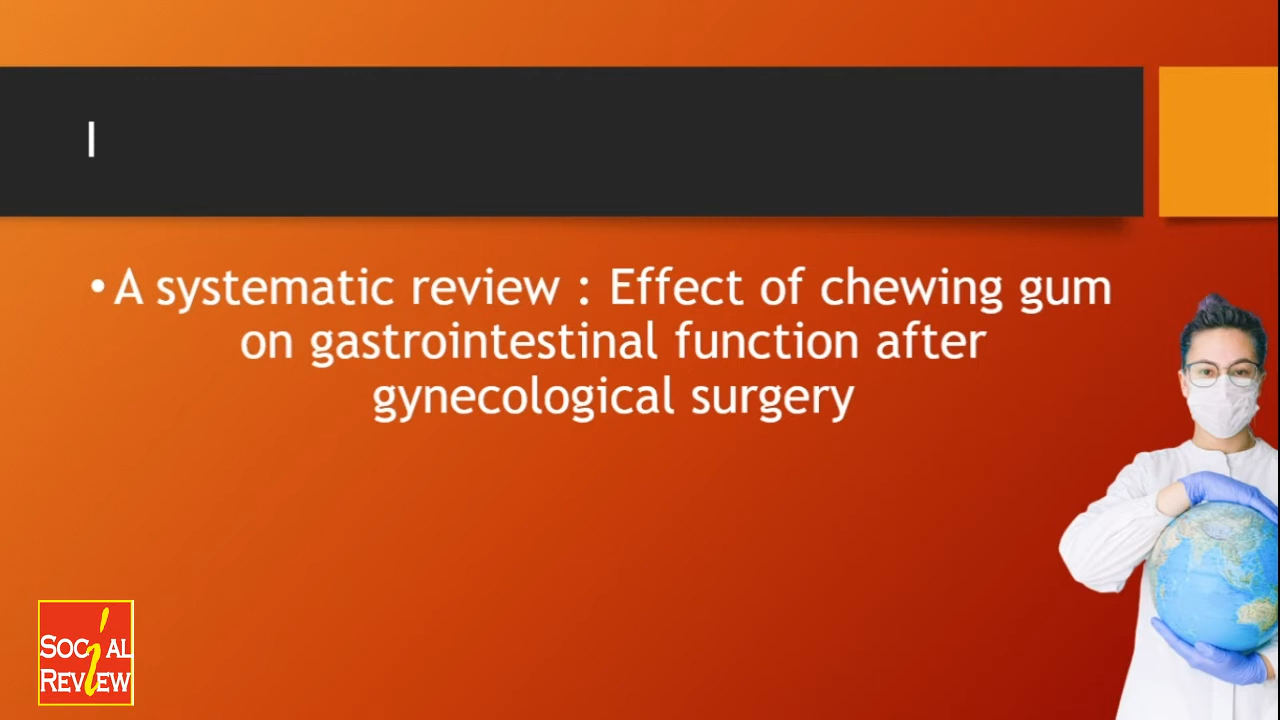 I
• A systematic review : Effect of chewing gum
on gastrointestinal function after
gynecological surgery
SOCiAL
REViEW